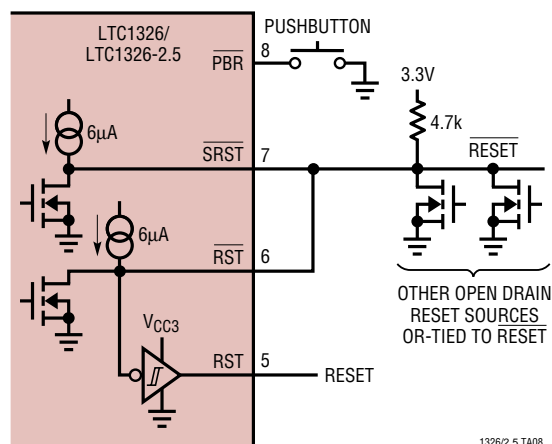 LTC1326/
LTC1326-2.5
PUSHBUTTON
PBR
8
3.3V
4.7k
6µA
SRST
7
RESET
6µA
RST
6
OTHER OPEN DRAIN
RESET SOURCES
OR-TIED TO RESET
VCC3
RST
5
RESET
1326/2.5 TA08